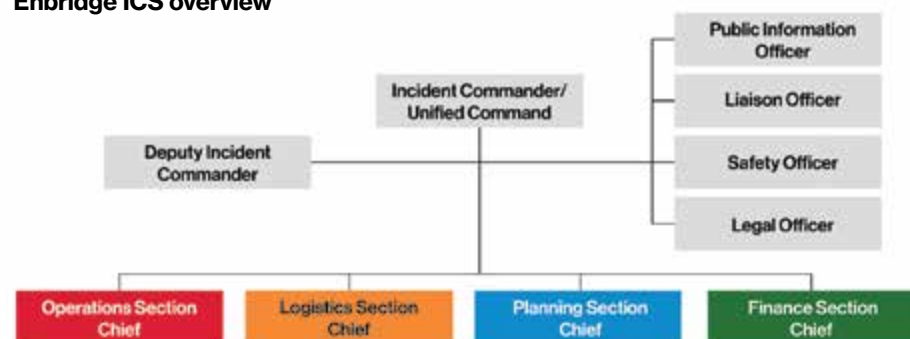 Enbridge ICS overview
Public Information
Officer
Incident Commander/
Unified Command
Liaison Officer
Deputy Incident
Commander
Safety Officer
Legal Officer
Operations Section
Chief
Logistics Section
Chief
Planning Section
Chief
Finance Section
Chief